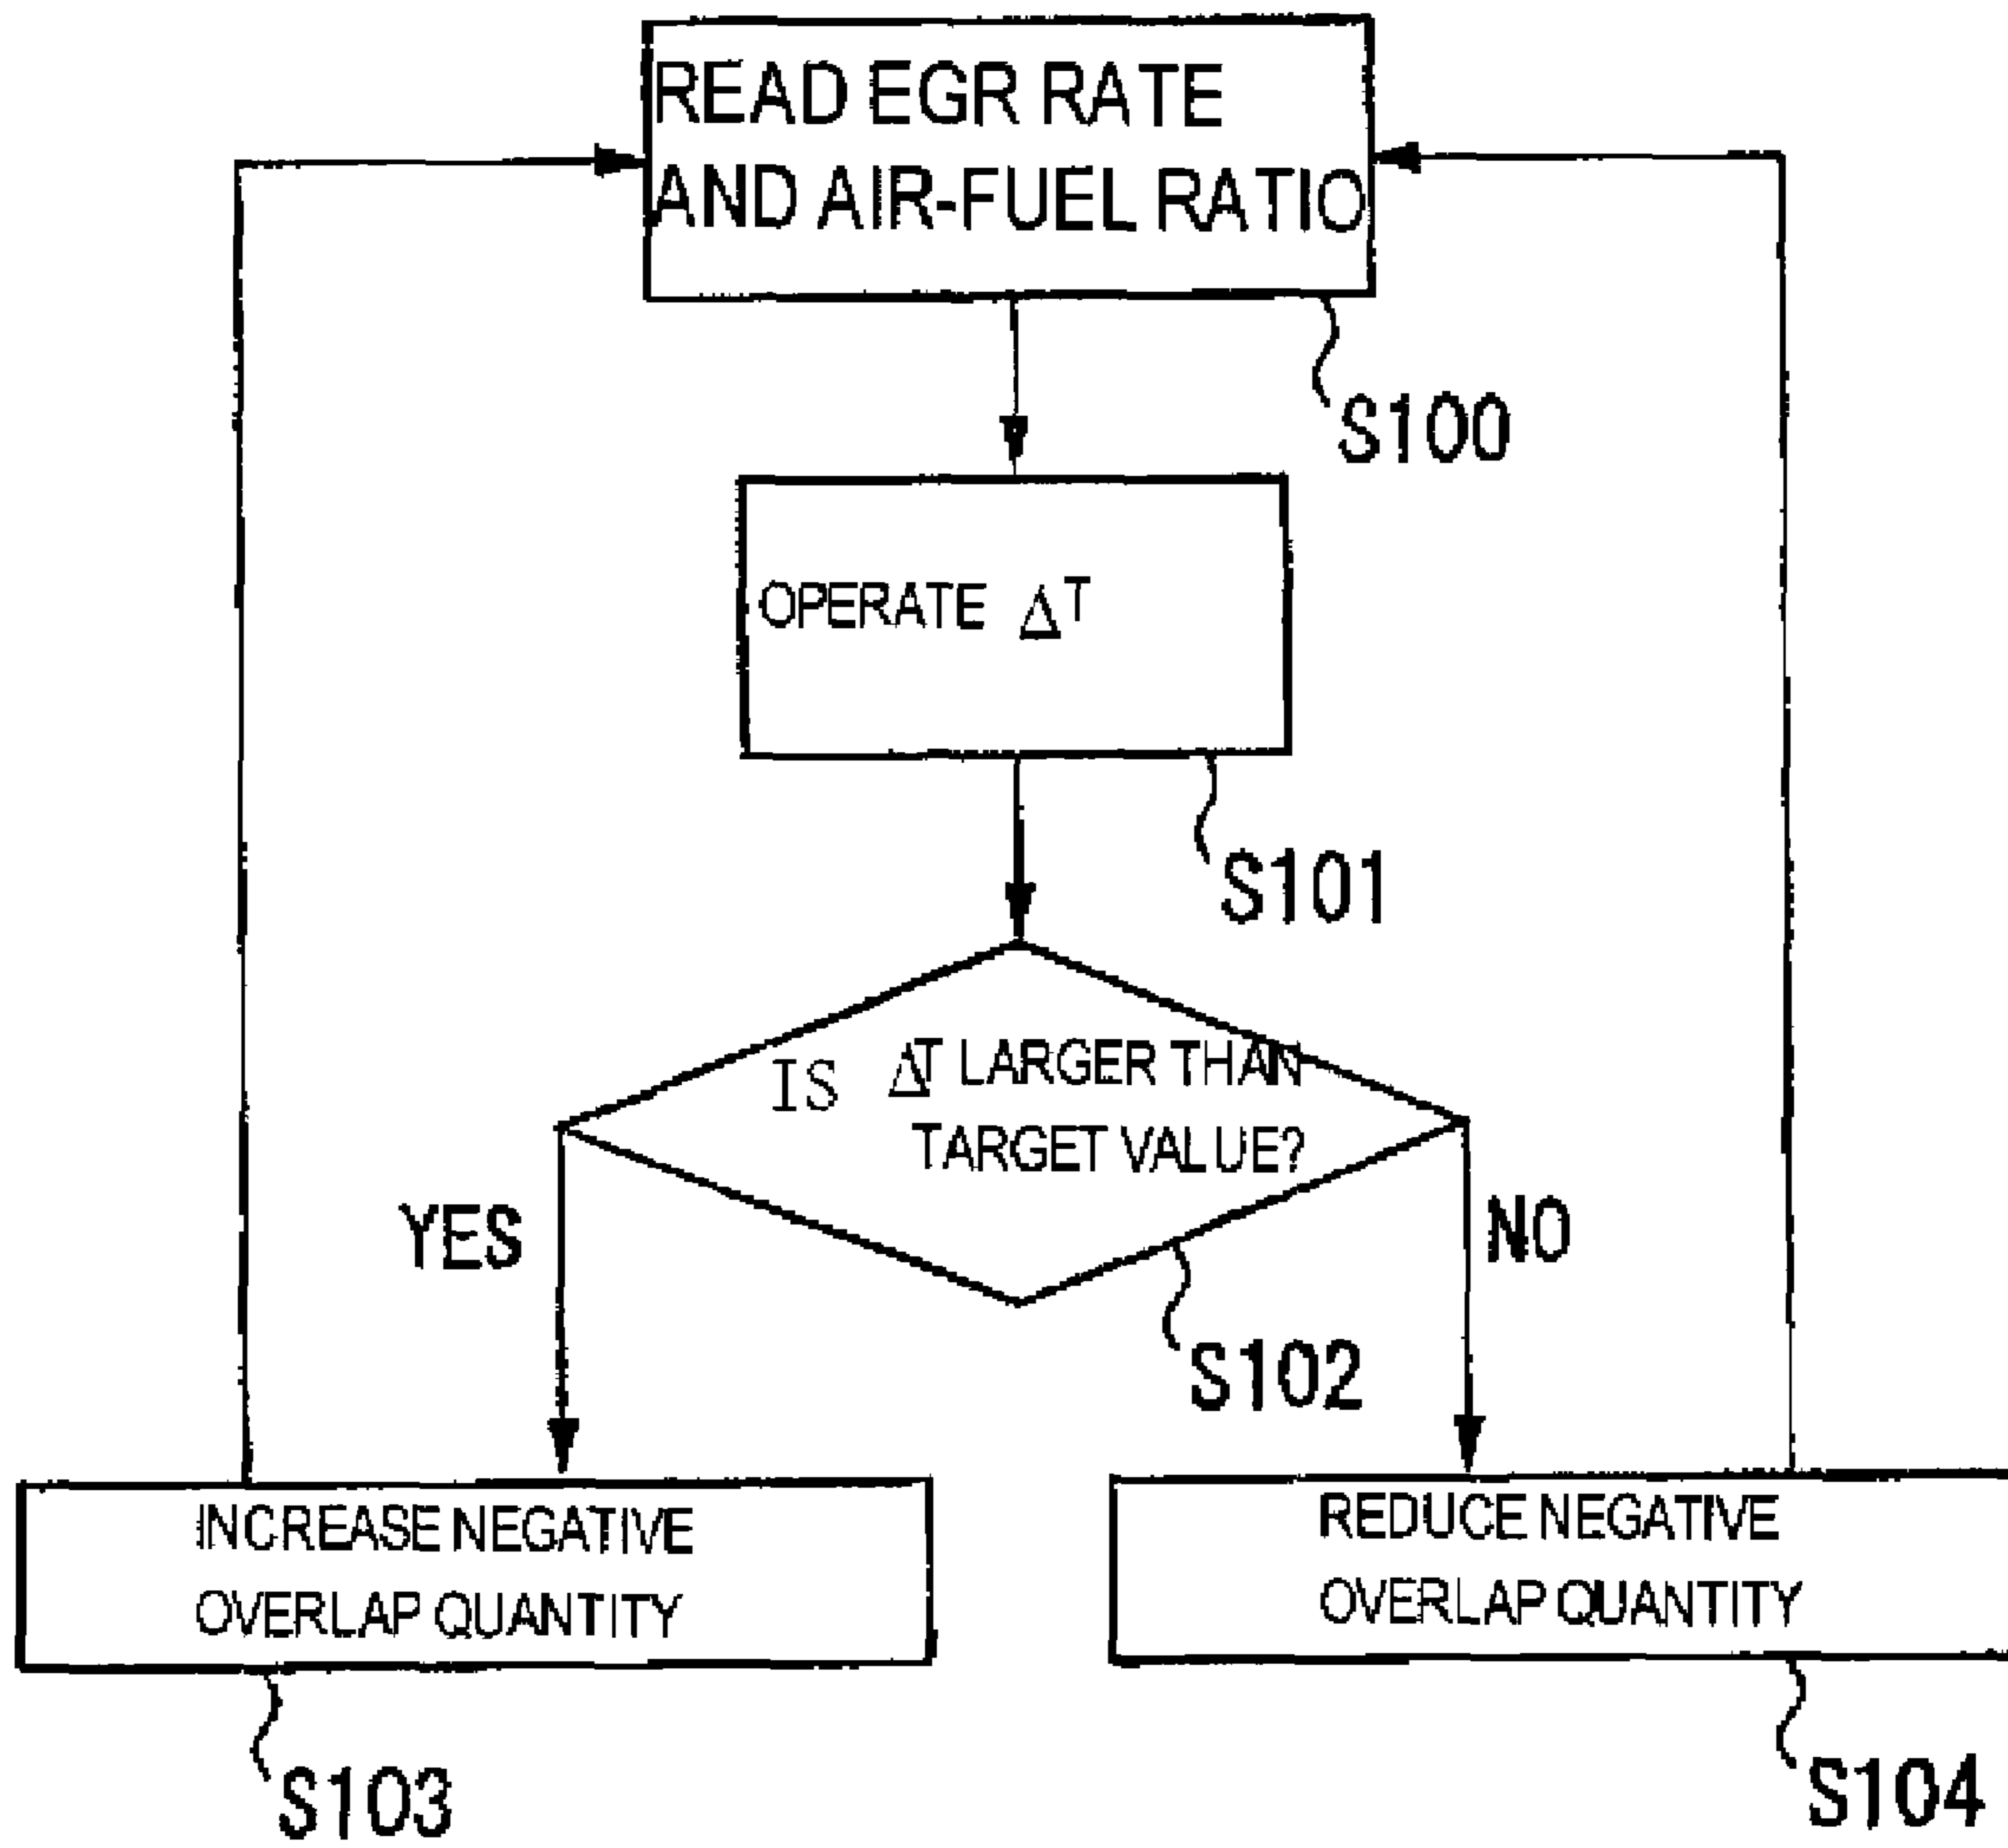 READ EGR RATE
AND AIR-FUEL RATIO
S100
OPERATE ΔT
S101
IS ΔT LARGER THAN
TARGET VALUE?
YES
NO
S102
INCREASE NEGATIVE
OVERLAP QUANTITY
REDUCE NEGATIVE
OVERLAP QUANTITY
S103
S104